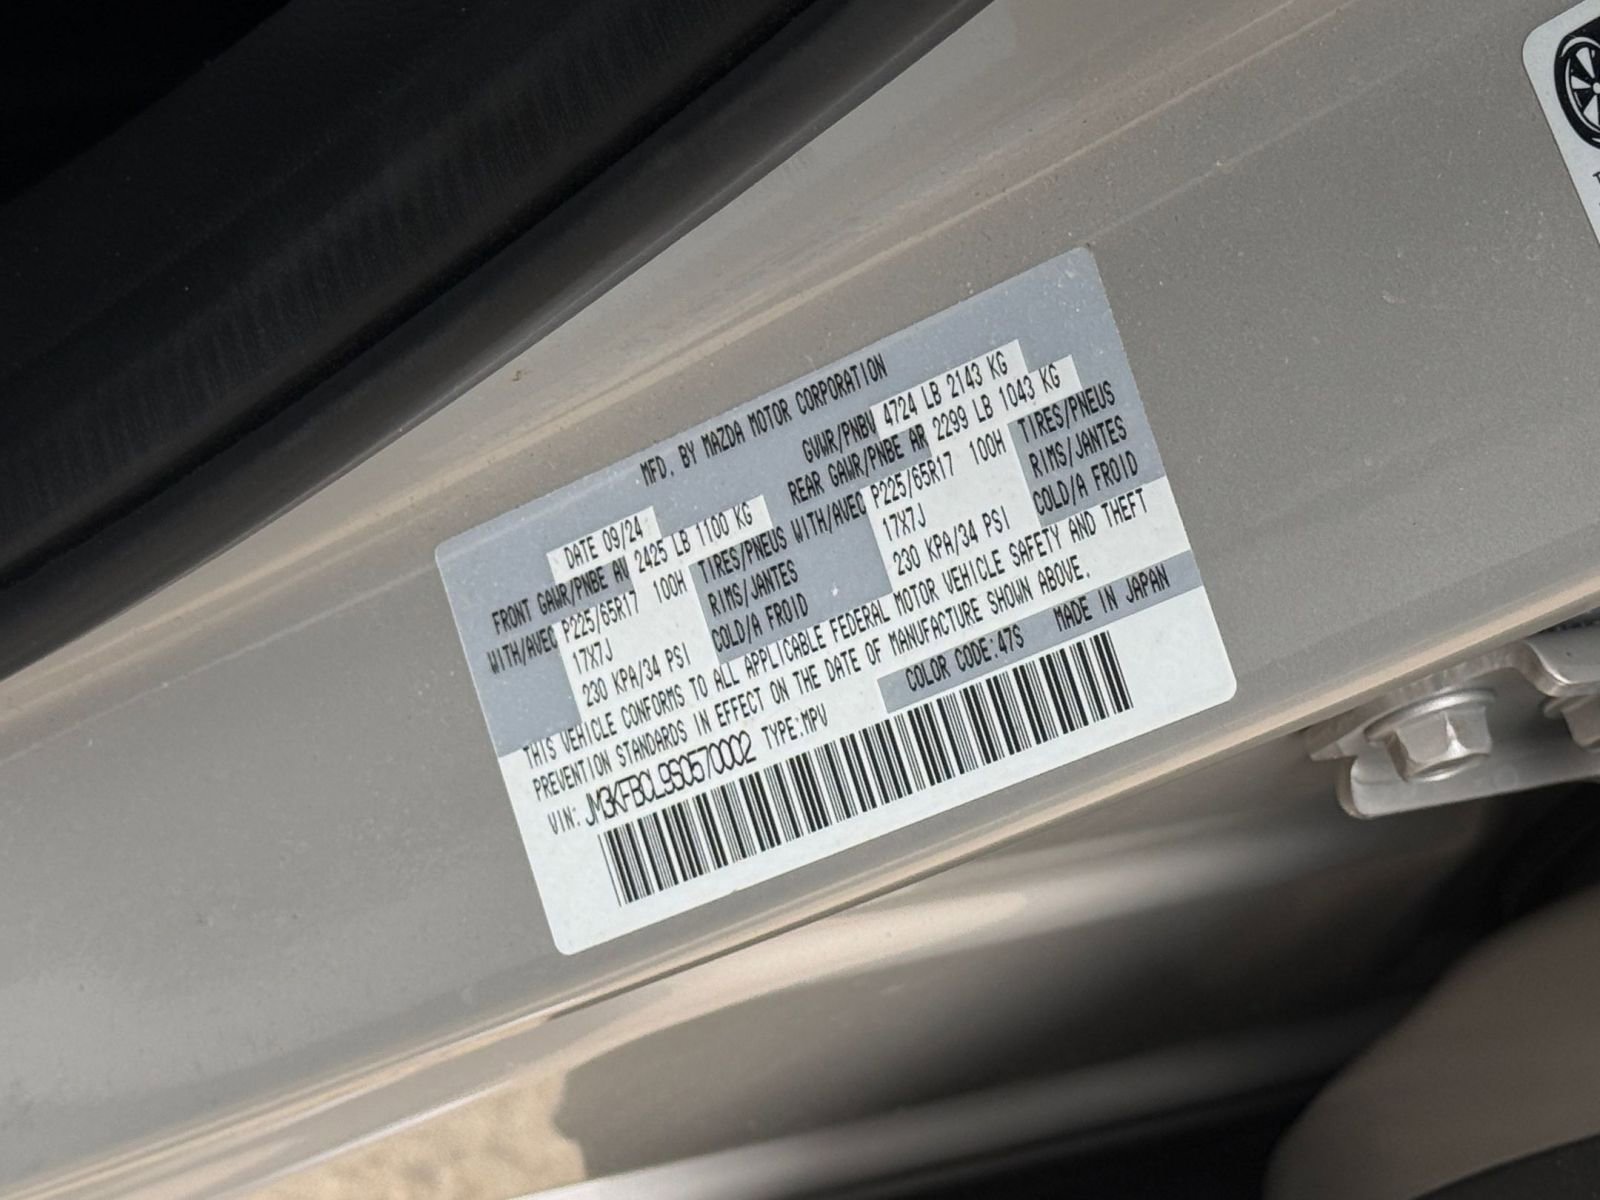 MFD. BY MAZDA MOTOR CORPORATION
DATE 09/24
GVWR/PNBV 4724 LB 2143 KG
FRONT GAWR/PNBE AV 2425 LB 1100 KG
REAR GAWR/PNBE AR 2299 LB 1043 KG
WITH/AVEC P225/65R17 100H TIRES/PNEUS
WITH/AVEC P225/65R17 100H TIRES/PNEUS
17X7J RIMS/JANTES
17X7J RIMS/JANTES
230 KPA/34 PSI COLD/A FROID
230 KPA/34 PSI COLD/A FROID
THIS VEHICLE CONFORMS TO ALL APPLICABLE FEDERAL MOTOR VEHICLE SAFETY AND THEFT
PREVENTION STANDARDS IN EFFECT ON THE DATE OF MANUFACTURE SHOWN ABOVE.
VIN: JM3KFBCL9S0570002 TYPE:MPV
COLOR CODE:47S MADE IN JAPAN